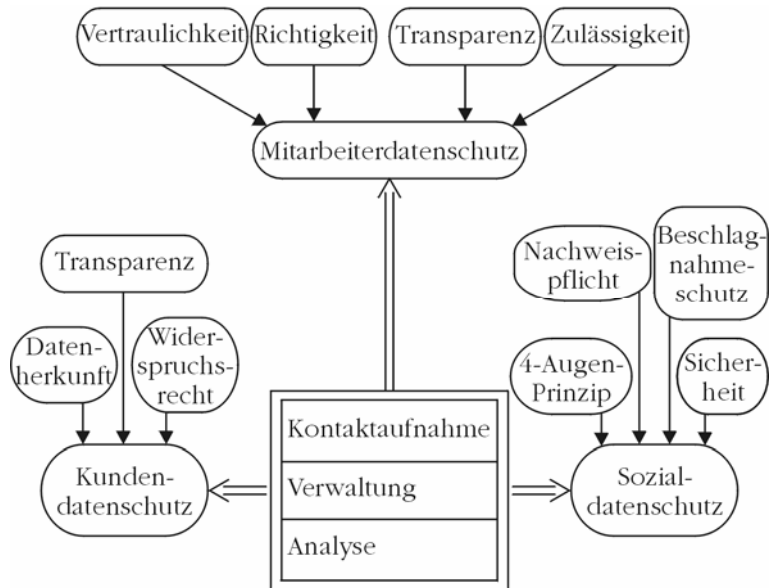 Vertraulichkeit
Richtigkeit
Transparenz
Zulässigkeit
Mitarbeiterdatenschutz
Transparenz
Daten-
herkunft
Wider-
spruchs-
recht
Kunden-
datenschutz
Kontaktaufnahme
Verwaltung
Analyse
Nachweis-
pflicht
Beschlag-
nahme-
schutz
4-Augen-
Prinzip
Sicher-
heit
Sozial-
datenschutz